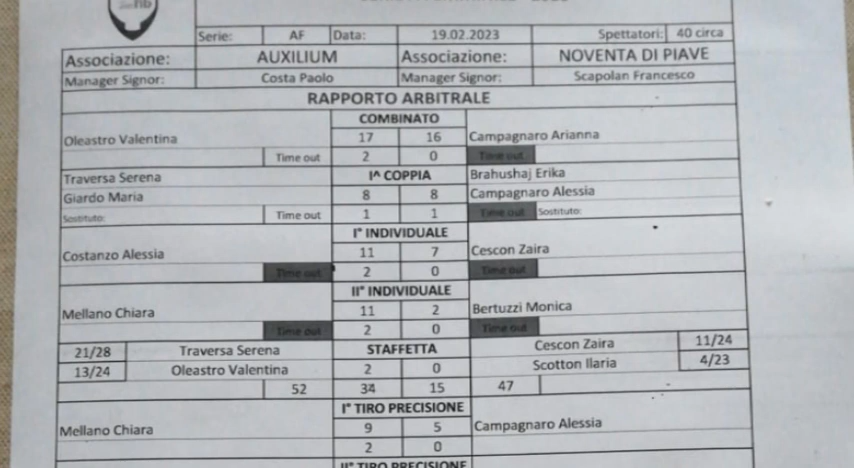 Serie: AF Data: 19.02.2023 Spettatori: 40 circa
Associazione: AUXILIUM Associazione: NOVENTA DI PIAVE
Manager Signor: Costa Paolo Manager Signor: Scapolan Francesco
RAPPORTO ARBITRALE
COMBINATO
Oleastro Valentina 17 16 Campagnaro Arianna
Time out 2 0 Time out
Traversa Serena I^ COPPIA Brahushaj Erika
Giardo Maria 8 8 Campagnaro Alessia
Sostituto: Time out 1 1 Time out Sostituto:
I° INDIVIDUALE
Costanzo Alessia 11 7 Cescon Zaira
Time out 2 0 Time out
II° INDIVIDUALE
Mellano Chiara 11 2 Bertuzzi Monica
Time out 2 0 Time out
21/28 Traversa Serena STAFFETTA Cescon Zaira 11/24
13/24 Oleastro Valentina 2 0 Scotton Ilaria 4/23
52 34 15 47
I° TIRO PRECISIONE
Mellano Chiara 9 5 Campagnaro Alessia
2 0
II° TIRO PRECISIONE